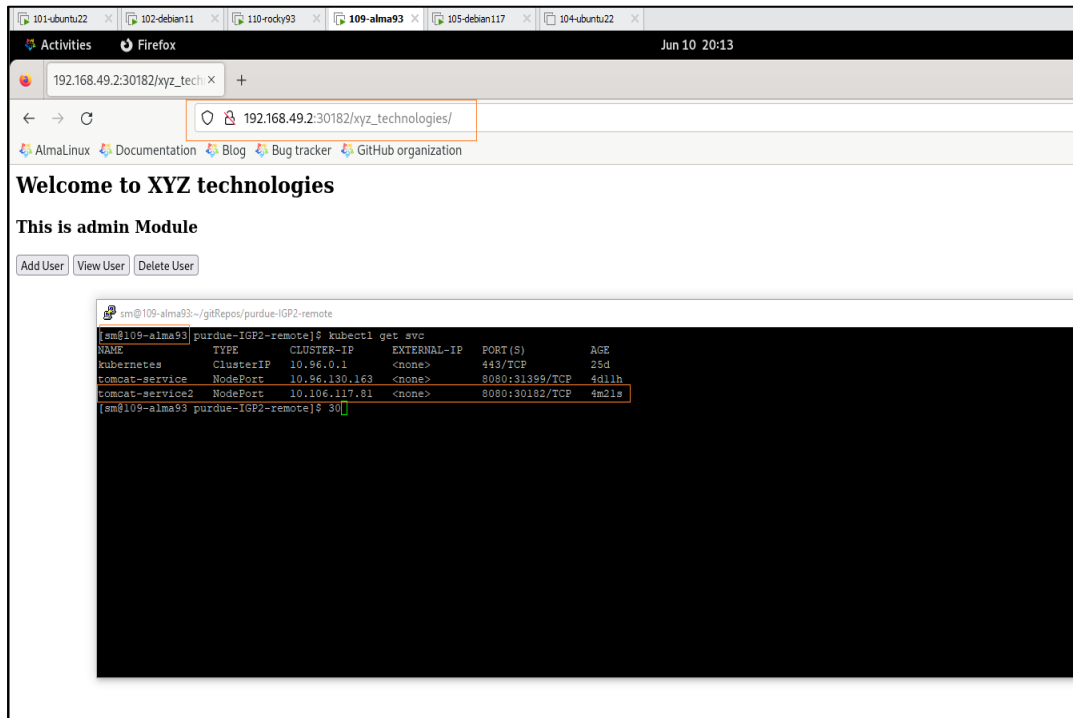 101-ubuntu22 102-debian11 110-rocky93 109-alma93 105-debian117 104-ubuntu22
Activities Firefox Jun 10 20:13
192.168.49.2:30182/xyz_tech
192.168.49.2:30182/xyz_technologies/
AlmaLinux Documentation Blog Bug tracker GitHub organization
Welcome to XYZ technologies
This is admin Module
Add User View User Delete User
sm@109-alma93:~/gitRepos/purdue-IGP2-remote
[sm@109-alma93 purdue-IGP2-remote]$ kubectl get svc
NAME TYPE CLUSTER-IP EXTERNAL-IP PORT(S) AGE
kubernetes ClusterIP 10.96.0.1 <none> 443/TCP 25d
tomcat-service NodePort 10.96.130.163 <none> 8080:31399/TCP 4d11h
tomcat-service2 NodePort 10.106.117.81 <none> 8080:30182/TCP 4m21s
[sm@109-alma93 purdue-IGP2-remote]$ 30